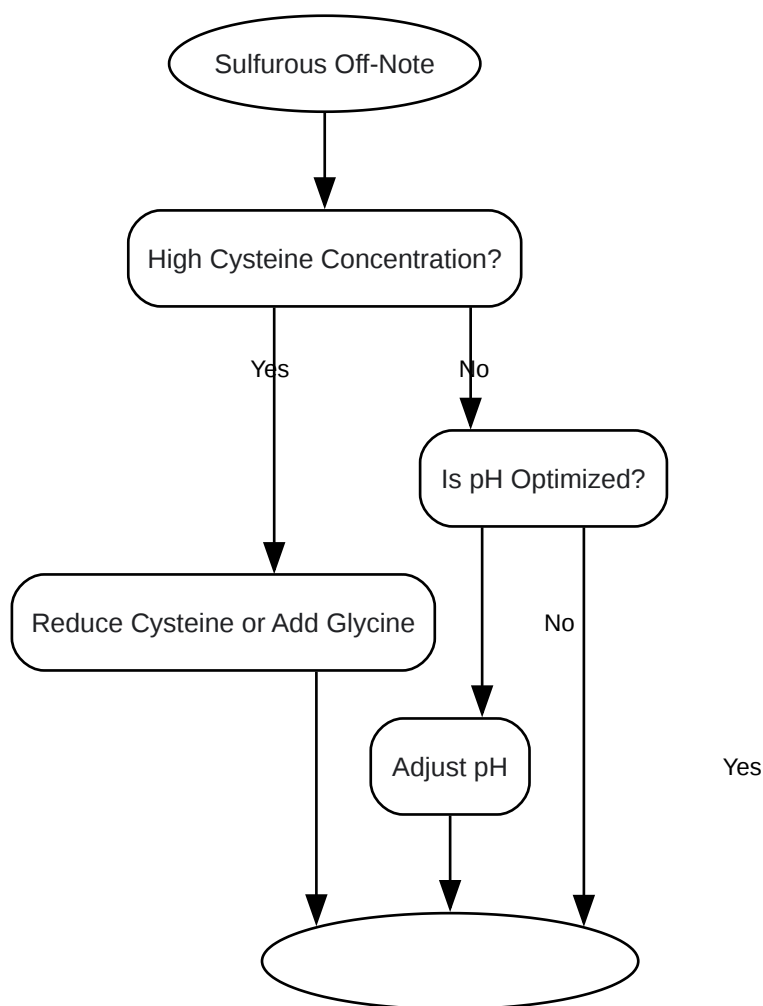 Sulfurous Off-Note
High Cysteine Concentration?
Yes
No
Is pH Optimized?
Reduce Cysteine or Add Glycine
No
Adjust pH
Yes